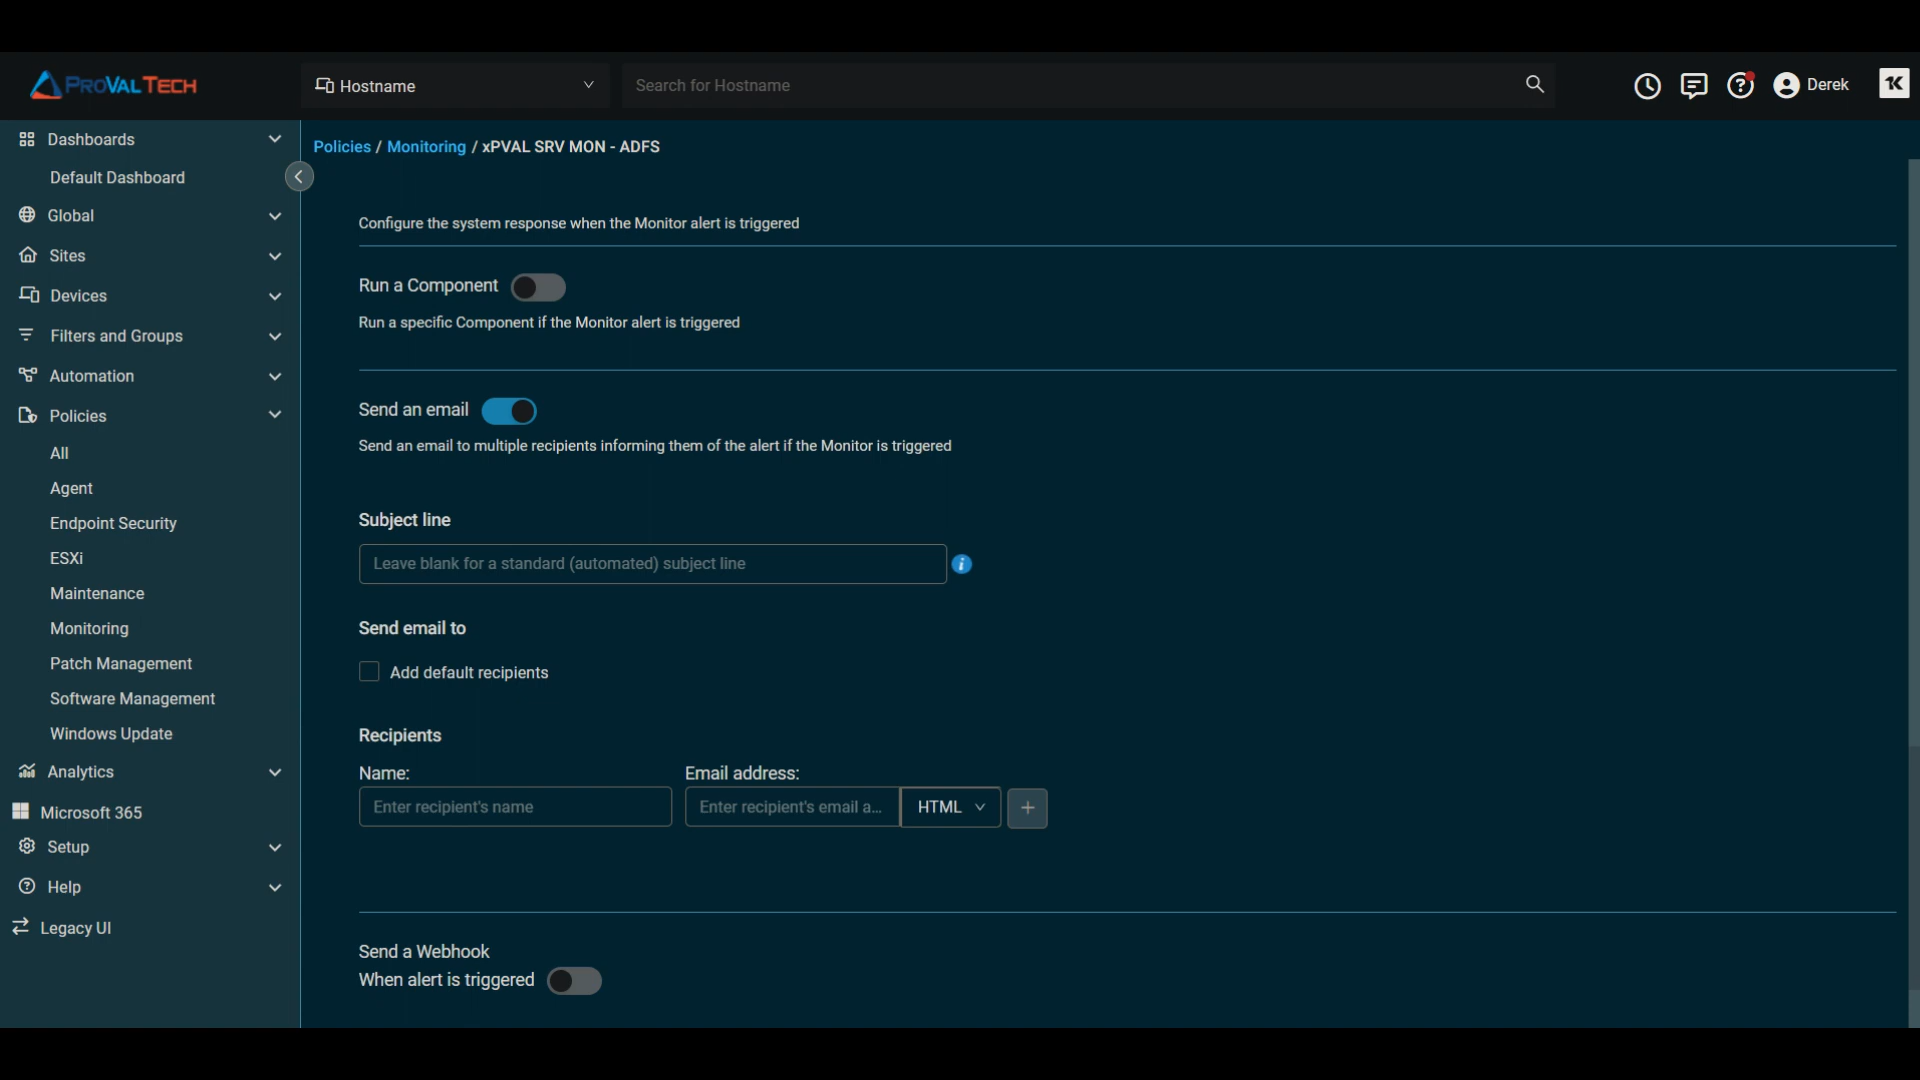 PROVALTECH
Hostname
Search for Hostname
Derek
Dashboards
Default Dashboard
Global
Sites
Devices
Filters and Groups
Automation
Policies
All
Agent
Endpoint Security
ESXi
Maintenance
Monitoring
Patch Management
Software Management
Windows Update
Analytics
Microsoft 365
Setup
Help
Legacy UI
Policies / Monitoring / xPVAL SRV MON - ADFS
Configure the system response when the Monitor alert is triggered
Run a Component
Run a specific Component if the Monitor alert is triggered
Send an email
Send an email to multiple recipients informing them of the alert if the Monitor is triggered
Subject line
Leave blank for a standard (automated) subject line
Send email to
Add default recipients
Recipients
Name: Email address:
Enter recipient's name Enter recipient's email a... HTML +
Send a Webhook
When alert is triggered